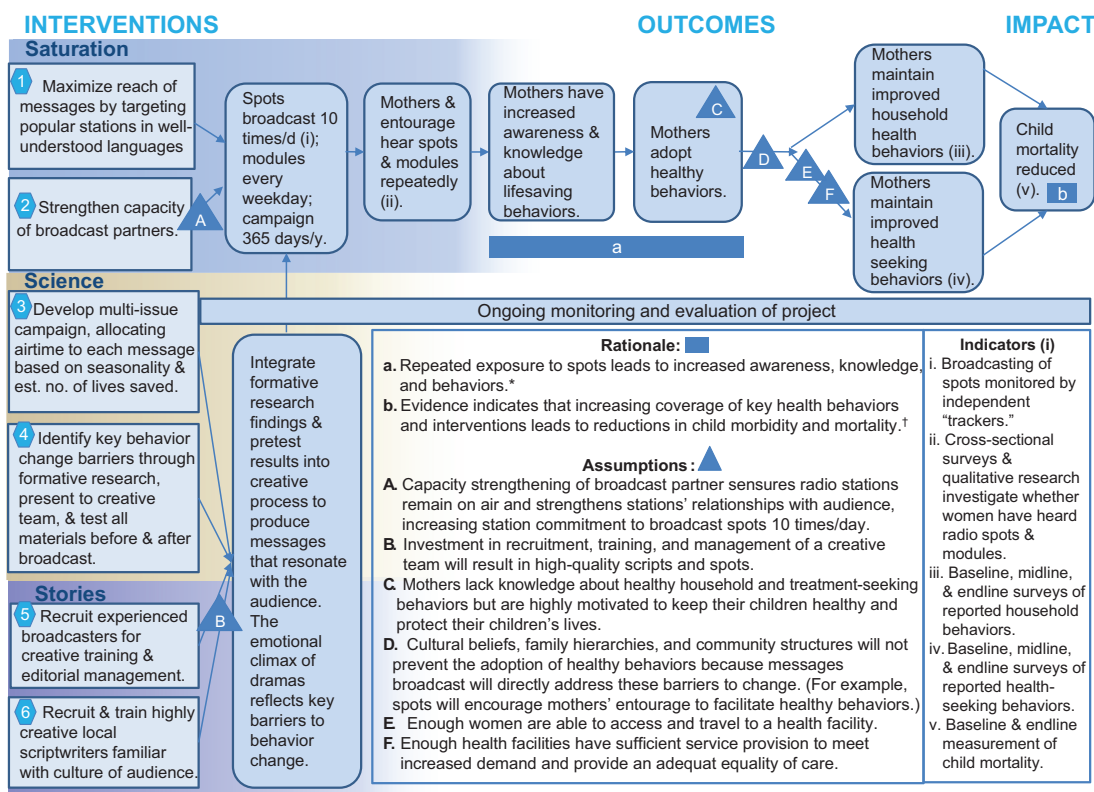 INTERVENTIONS
OUTCOMES
IMPACT
Saturation
1
Maximize reach of
messages by targeting
popular stations in well-
understood languages
2
Strengthen capacity
of broadcast partners.
A
Spots
broadcast 10
times/d (i);
modules
every
weekday;
campaign
365 days/y.
Mothers &
entourage
hear spots
& modules
repeatedly
(ii).
Mothers have
increased
awareness &
knowledge
about
lifesaving
behaviors.
C
Mothers
adopt
healthy
behaviors.
a
D
E
F
Mothers
maintain
improved
household
health
behaviors (iii).
Mothers
maintain
improved
health
seeking
behaviors (iv).
Child
mortality
reduced
(v).
b
Science
3
Develop multi-issue
campaign, allocating
airtime to each message
based on seasonality &
est. no. of lives saved.
4
Identify key behavior
change barriers through
formative research,
present to creative
team, & test all
materials before & after
broadcast.
Stories
5
Recruit experienced
broadcasters for
creative training &
editorial management.
6
Recruit & train highly
creative local
scriptwriters familiar
with culture of audience.
B
Ongoing monitoring and evaluation of project
Integrate
formative
research
findings &
pretest
results into
creative
process to
produce
messages
that resonate
with the
audience.
The
emotional
climax of
dramas
reflects key
barriers to
behavior
change.
Rationale:
a. Repeated exposure to spots leads to increased awareness, knowledge,
and behaviors.*
b. Evidence indicates that increasing coverage of key health behaviors
and interventions leads to reductions in child morbidity and mortality.†
Assumptions :
A. Capacity strengthening of broadcast partner sensures radio stations
remain on air and strengthens stations' relationships with audience,
increasing station commitment to broadcast spots 10 times/day.
B. Investment in recruitment, training, and management of a creative
team will result in high-quality scripts and spots.
C. Mothers lack knowledge about healthy household and treatment-seeking
behaviors but are highly motivated to keep their children healthy and
protect their children's lives.
D. Cultural beliefs, family hierarchies, and community structures will not
prevent the adoption of healthy behaviors because messages
broadcast will directly address these barriers to change. (For example,
spots will encourage mothers' entourage to facilitate healthy behaviors.)
E. Enough women are able to access and travel to a health facility.
F. Enough health facilities have sufficient service provision to meet
increased demand and provide an adequat equality of care.
Indicators (i)
i. Broadcasting of
spots monitored by
independent
"trackers."
ii. Cross-sectional
surveys &
qualitative research
investigate whether
women have heard
radio spots &
modules.
iii. Baseline, midline,
& endline surveys of
reported household
behaviors.
iv. Baseline, midline,
& endline surveys of
reported health-
seeking behaviors.
v. Baseline & endline
measurement of
child mortality.